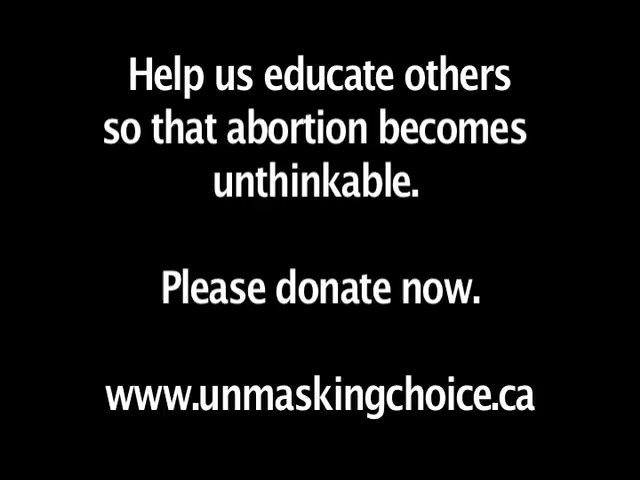 Help us educate others
so that abortion becomes
unthinkable.
Please donate now.
www.unmaskingchoice.ca